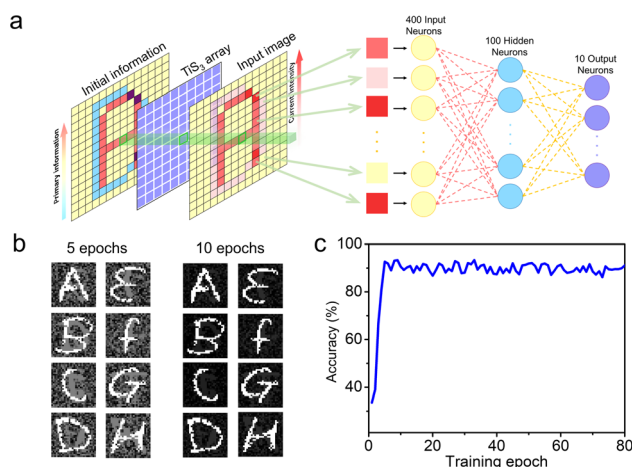 a
Initial information
TiS3 array
Input image
Primary information
Current intensity
400 Input
Neurons
100 Hidden
Neurons
10 Output
Neurons
b
5 epochs
10 epochs
A E
B f
C G
D H
A E
B f
C G
D H
c
Accuracy (%)
100
80
60
40
0
20
40
60
80
Training epoch